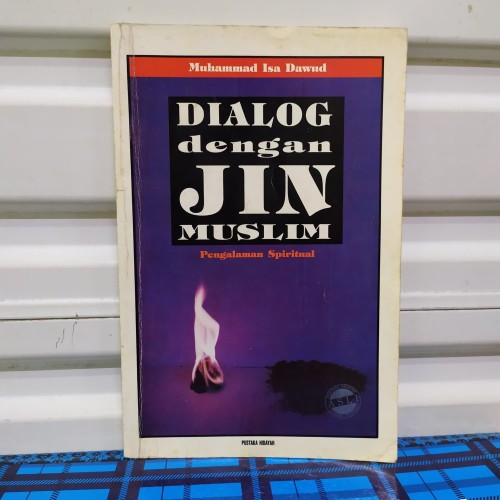 Muhammad Isa Dawud
DIALOG
dengan
JIN
MUSLIM
Pengalaman Spiritual
ASLI
PUSTAKA HIDAYAH